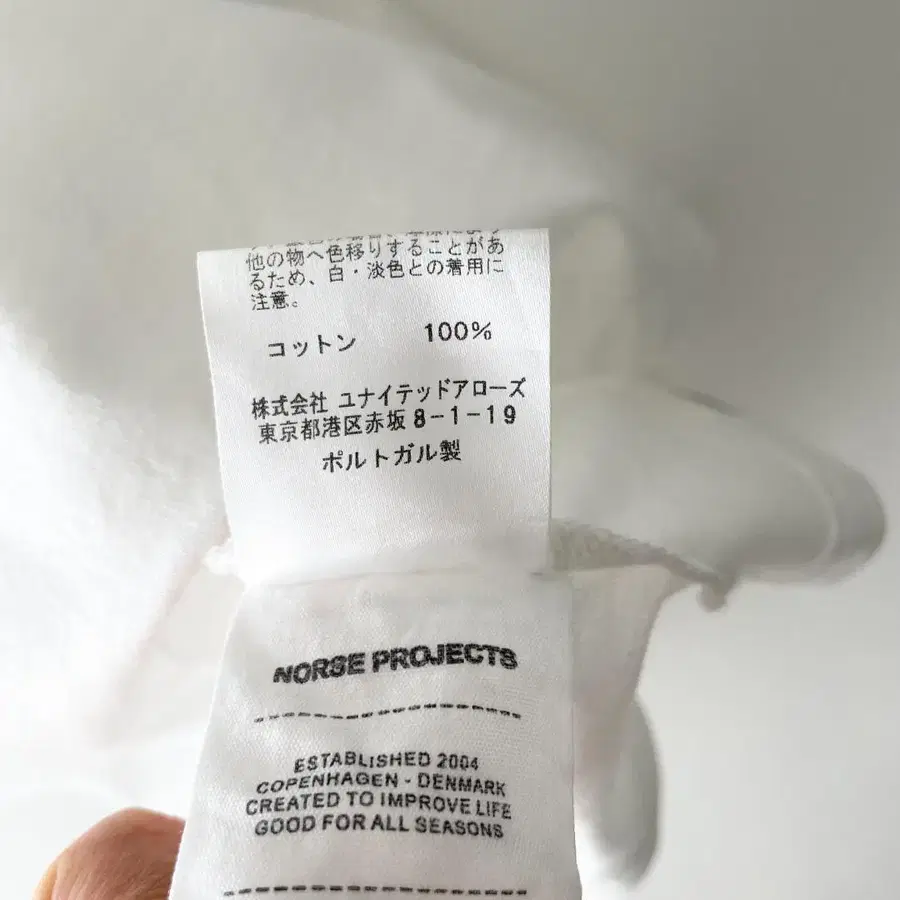 他の物へ色移りすることがあ
るため、白・淡色との着用に
注意。
コットン 100%
株式会社 ユナイテッドアローズ
東京都港区赤坂8-1-19
ポルトガル製
NORSE PROJECTS
ESTABLISHED 2004
COPENHAGEN - DENMARK
CREATED TO IMPROVE LIFE
GOOD FOR ALL SEASONS